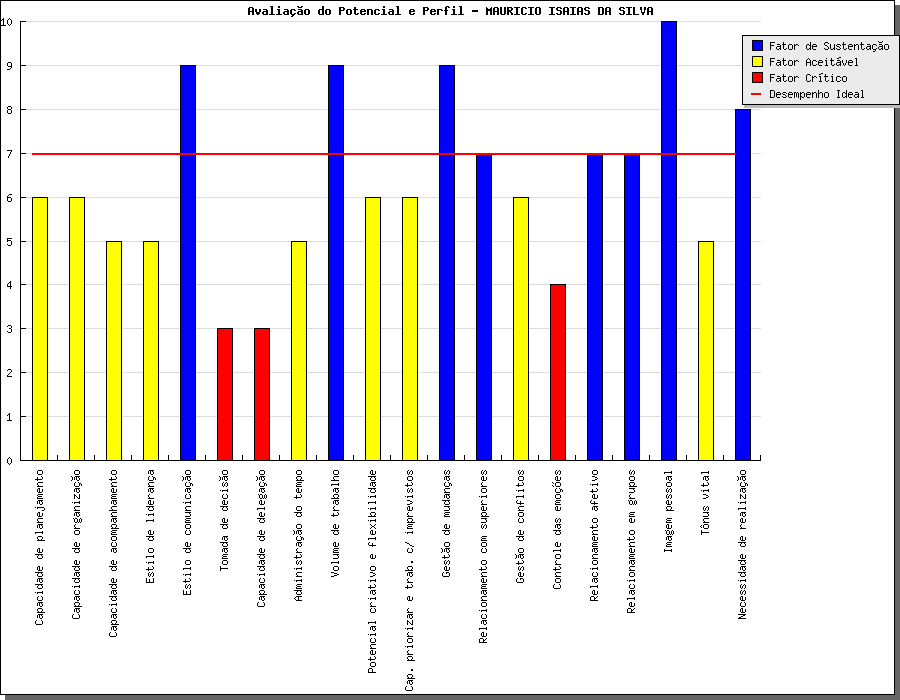 Avaliação do Potencial e Perfil - MAURICIO ISAIAS DA SILVA
Fator de Sustentação
Fator Aceitável
Fator Crítico
Desempenho Ideal
10
9
8
7
6
5
4
3
2
1
0
Capacidade de planejamento
Capacidade de organização
Capacidade de acompanhamento
Estilo de liderança
Estilo de comunicação
Tomada de decisão
Capacidade de delegação
Administração do tempo
Volume de trabalho
Potencial criativo e flexibilidade
Cap. priorizar e trab. c/ imprevistos
Gestão de mudanças
Relacionamento com superiores
Gestão de conflitos
Controle das emoções
Relacionamento afetivo
Relacionamento em grupos
Imagem pessoal
Tônus vital
Necessidade de realização